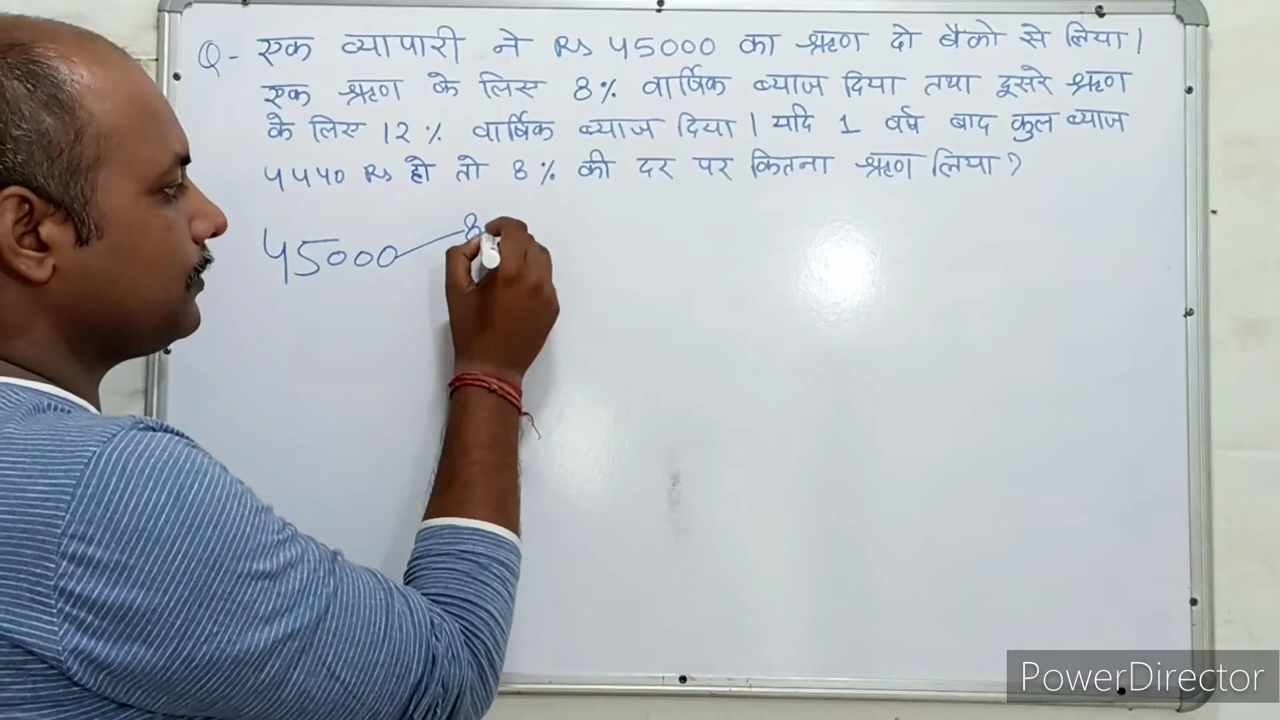 Q- एक व्यापारी ने Rs 45000 का ऋण दो बैंको से लिया।
एक ऋण के लिए 8% वार्षिक ब्याज दिया तथा दूसरे ऋण
के लिए 12% वार्षिक ब्याज दिया। यदि 1 वर्ष बाद कुल ब्याज
4440 Rs हो तो 8% की दर पर कितना ऋण लिया?
45000 8
PowerDirector